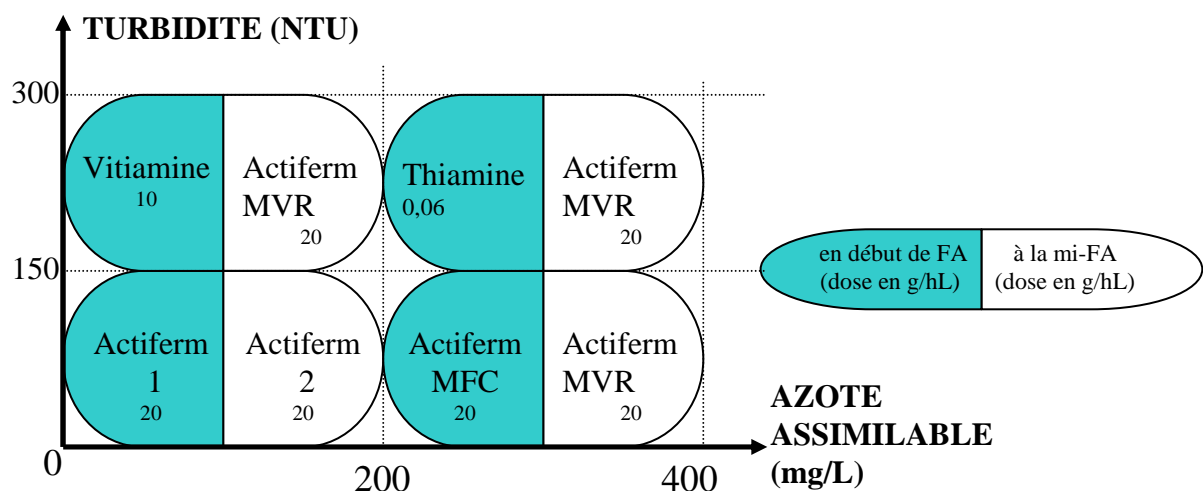 TURBIDITE (NTU)
300
Vitiamine
10
Actiferm
MVR
20
Thiamine
0,06
Actiferm
MVR
20
150
en début de FA
(dose en g/hL)
à la mi-FA
(dose en g/hL)
Actiferm
1
20
Actiferm
2
20
Actiferm
MFC
20
Actiferm
MVR
20
AZOTE
ASSIMILABLE
(mg/L)
0
200
400